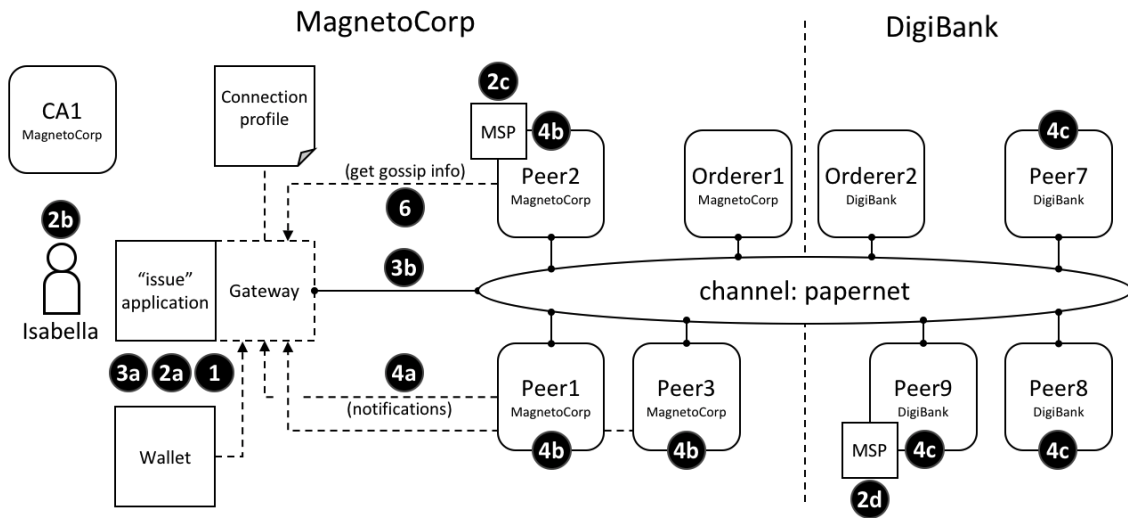 MagnetoCorp
DigiBank
2c
CA1
MagnetoCorp
Connection
profile
MSP
4b
4c
Peer2
MagnetoCorp
Orderer1
MagnetoCorp
Orderer2
DigiBank
Peer7
DigiBank
(get gossip info)
6
2b
Isabella
“issue”
application
Gateway
3b
channel: papernet
3a
2a
1
4a
(notifications)
Peer1
MagnetoCorp
4b
Peer3
MagnetoCorp
4b
Peer9
DigiBank
MSP
4c
2d
Peer8
DigiBank
4c
Wallet